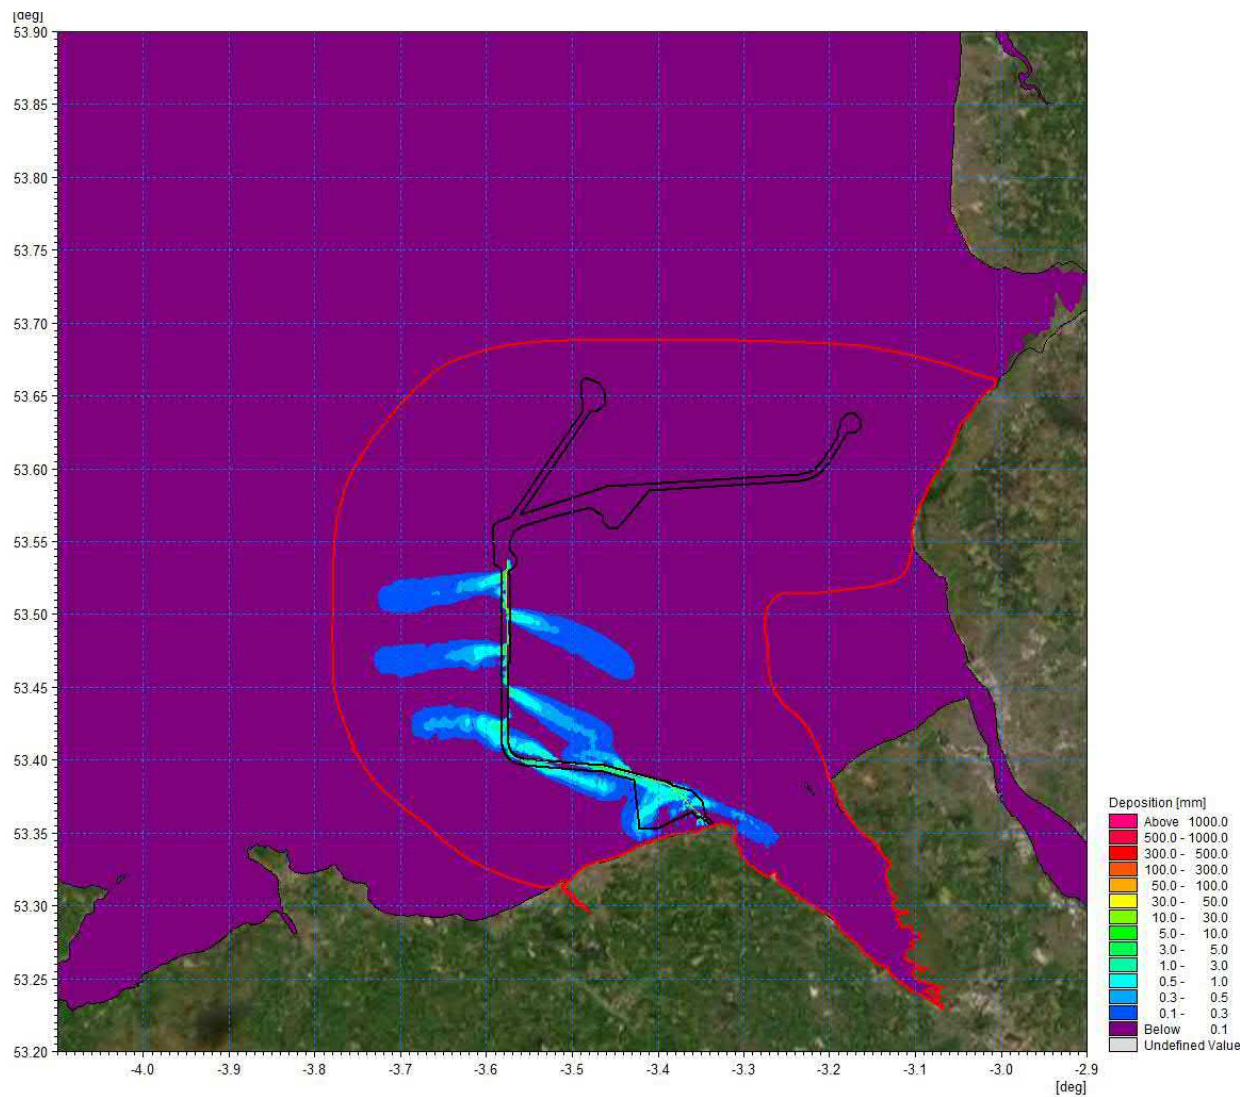 [deg]
53.90
53.85
53.80
53.75
53.70
53.65
53.60
53.55
53.50
53.45
53.40
53.35
53.30
53.25
53.20
-4.0 -3.9 -3.8 -3.7 -3.6 -3.5 -3.4 -3.3 -3.2 -3.1 -3.0 -2.9
[deg]
Deposition [mm]
Above 1000.0
500.0 - 1000.0
300.0 - 500.0
100.0 - 300.0
50.0 - 100.0
30.0 - 50.0
10.0 - 30.0
5.0 - 10.0
3.0 - 5.0
1.0 - 3.0
0.5 - 1.0
0.3 - 0.5
0.1 - 0.3
Below 0.1
Undefined Value